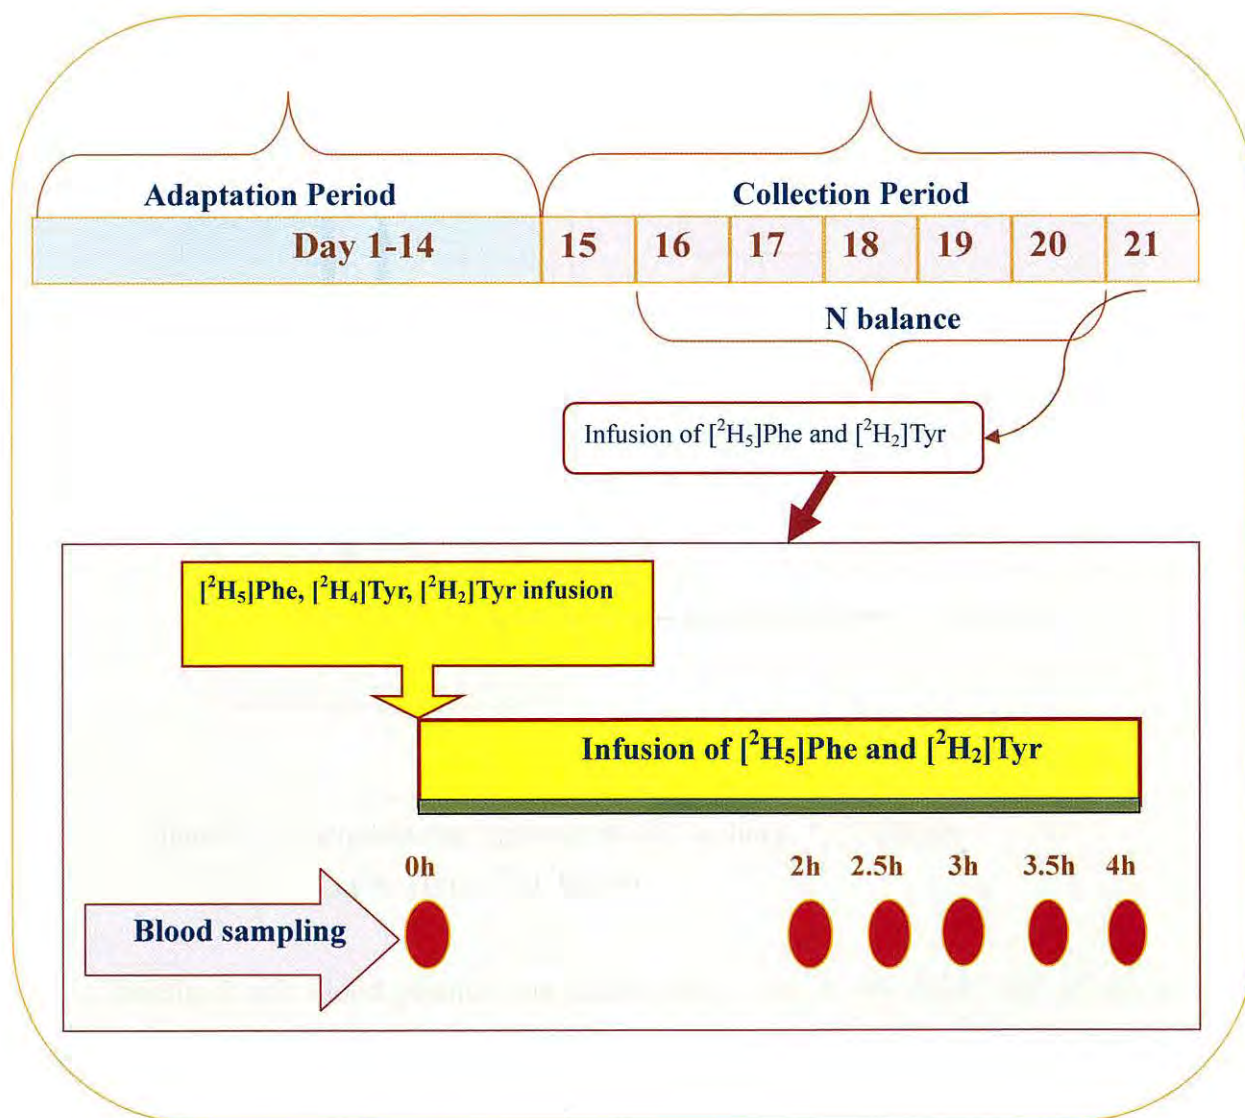 Adaptation Period
Collection Period
Day 1-14 15 16 17 18 19 20 21
N balance
Infusion of [²H₅]Phe and [²H₂]Tyr
[²H₅]Phe, [²H₄]Tyr, [²H₂]Tyr infusion
Infusion of [²H₅]Phe and [²H₂]Tyr
0h 2h 2.5h 3h 3.5h 4h
Blood sampling